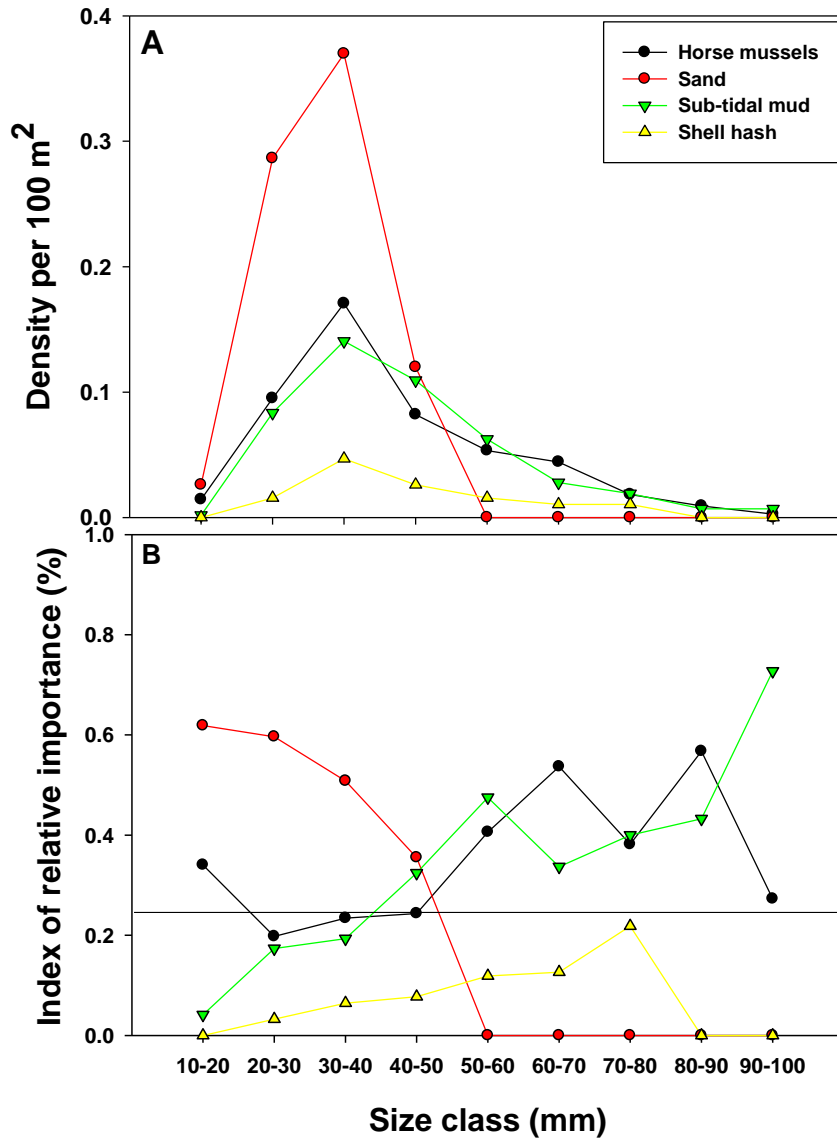 A
Horse mussels
Sand
Sub-tidal mud
Shell hash
Density per 100 m²
0.4
0.3
0.2
0.1
0.0
B
Index of relative importance (%)
1.0
0.8
0.6
0.4
0.2
0.0
10-20 20-30 30-40 40-50 50-60 60-70 70-80 80-90 90-100
Size class (mm)